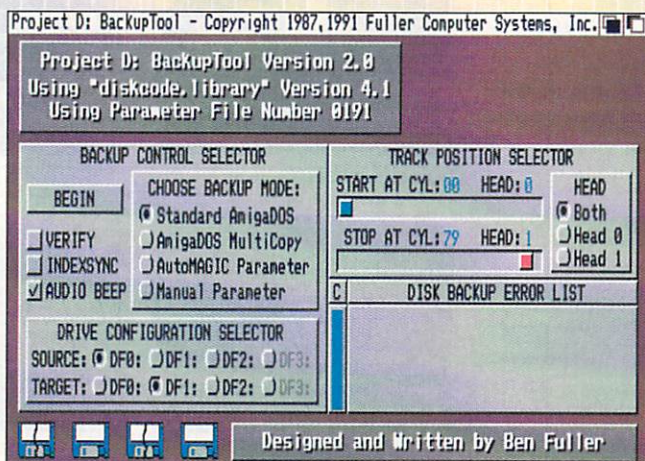 Project D: BackupTool - Copyright 1987,1991 Fuller Computer Systems, Inc.
Project D: BackupTool Version 2.0
Using "diskcode.library" Version 4.1
Using Parameter File Number 0191
BACKUP CONTROL SELECTOR
BEGIN
VERIFY
INDEXSYNC
AUDIO BEEP
CHOOSE BACKUP MODE:
Standard AmigaDOS
AmigaDOS MultiCopy
AutoMAGIC Parameter
Manual Parameter
DRIVE CONFIGURATION SELECTOR
SOURCE: DF0: DF1: DF2: DF3:
TARGET: DF0: DF1: DF2: DF3:
TRACK POSITION SELECTOR
START AT CYL:00 HEAD:0
STOP AT CYL:79 HEAD:1
HEAD
Both
Head 0
Head 1
C
DISK BACKUP ERROR LIST
Designed and Written by Ben Fuller